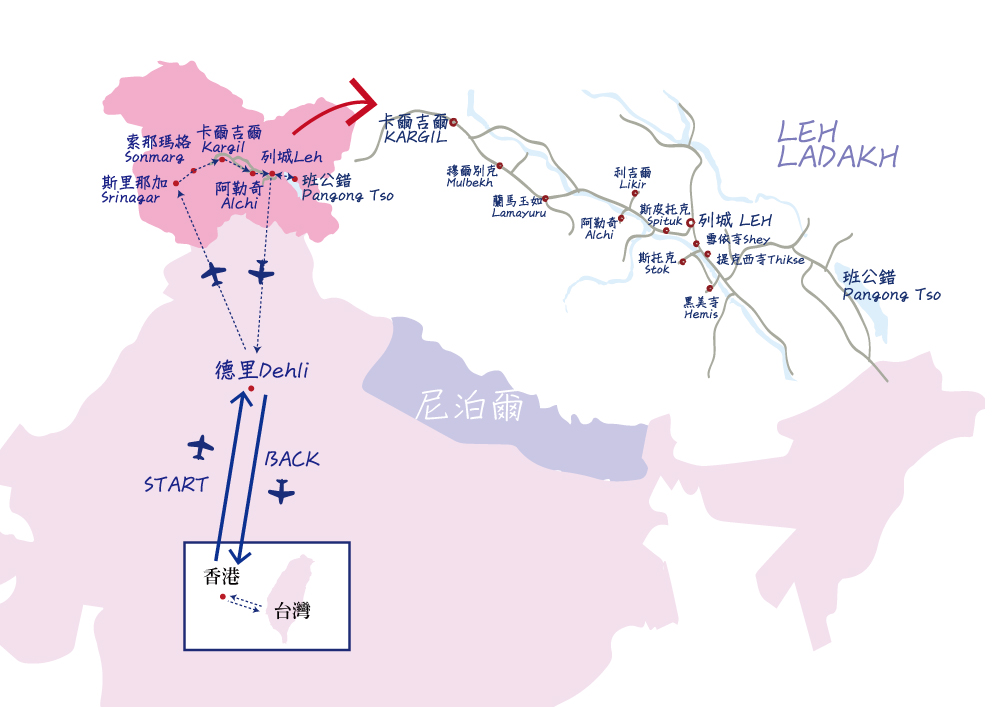 索那瑪格
Sonmarg
卡爾吉爾
Kargil
列城Leh
斯里那加
Srinagar
阿勒奇
Alchi
班公錯
Pangong Tso
卡爾吉爾
KARGIL
LEH
LADAKH
穆爾別克
Mulbekh
利吉爾
Likir
蘭馬玉如
Lamayuru
阿勒奇
Alchi
斯皮托克
Spituk
列城 LEH
雪依寺Shey
斯托克
Stok
提克西寺Thikse
班公錯
Pangong Tso
黑美寺
Hemis
德里Dehli
尼泊爾
BACK
START
香港
台灣